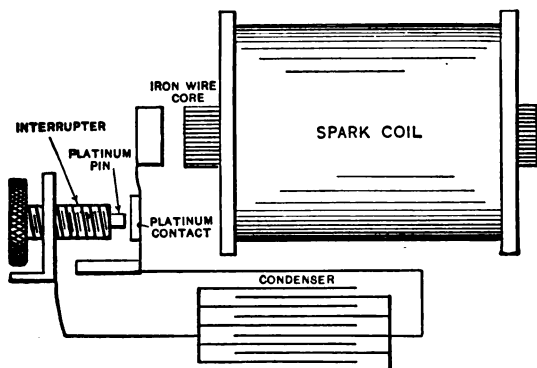 IRON WIRE
CORE
SPARK COIL
INTERRUPTER
PLATINUM
PIN
PLATINUM
CONTACT
CONDENSER